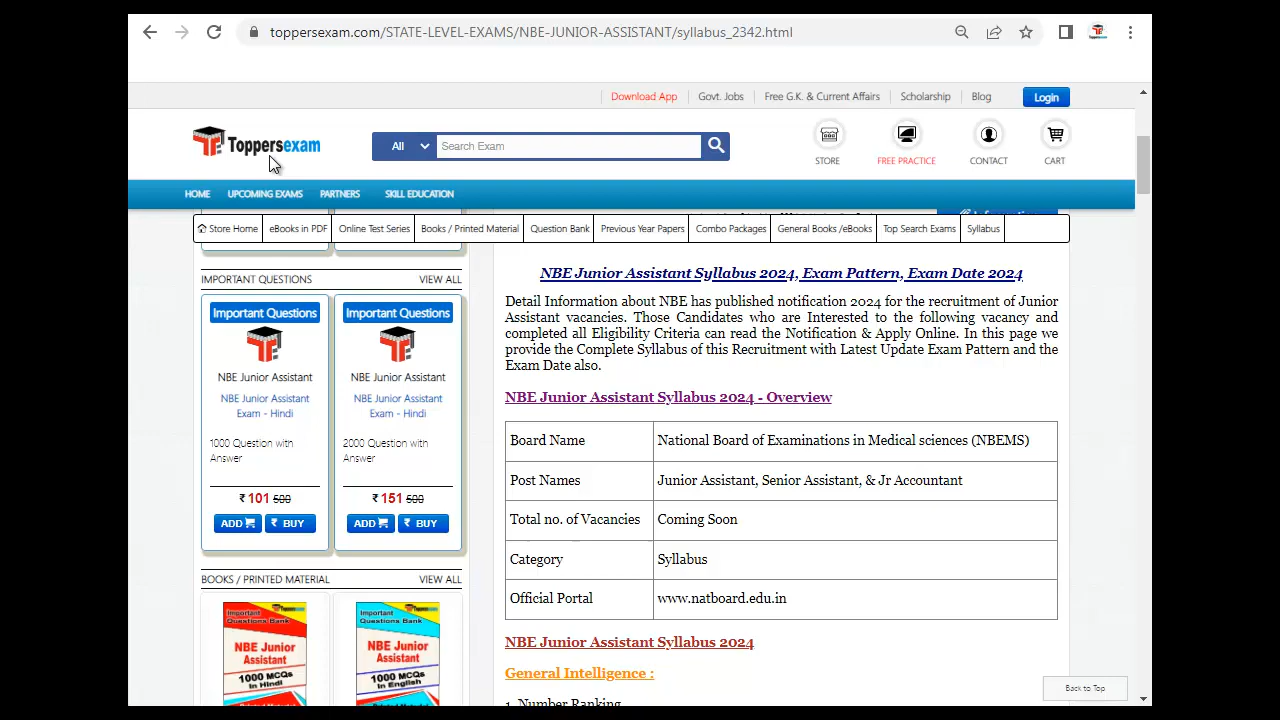 toppersexam.com/STATE-LEVEL-EXAMS/NBE-JUNIOR-ASSISTANT/syllabus_2342.html
Download App Govt. Jobs Free G.K. & Current Affairs Scholarship Blog Login
Toppersexam All Search Exam
STORE FREE PRACTICE CONTACT CART
HOME UPCOMING EXAMS PARTNERS SKILL EDUCATION
Store Home eBooks in PDF Online Test Series Books / Printed Material Question Bank Previous Year Papers Combo Packages General Books /eBooks Top Search Exams Syllabus
IMPORTANT QUESTIONS VIEW ALL
Important Questions
NBE Junior Assistant
NBE Junior Assistant
Exam - Hindi
1000 Question with
Answer
₹ 101 500
ADD ₹ BUY
Important Questions
NBE Junior Assistant
NBE Junior Assistant
Exam - Hindi
2000 Question with
Answer
₹ 151 500
ADD ₹ BUY
BOOKS / PRINTED MATERIAL VIEW ALL
Important Questions Bank
Toppersexam
NBE Junior
Assistant
1000 MCQs
In Hindi
Important Questions Bank
Toppersexam
NBE Junior
Assistant
1000 MCQs
In English
NBE Junior Assistant Syllabus 2024, Exam Pattern, Exam Date 2024
Detail Information about NBE has published notification 2024 for the recruitment of Junior
Assistant vacancies. Those Candidates who are Interested to the following vacancy and
completed all Eligibility Criteria can read the Notification & Apply Online. In this page we
provide the Complete Syllabus of this Recruitment with Latest Update Exam Pattern and the
Exam Date also.
NBE Junior Assistant Syllabus 2024 - Overview
Board Name National Board of Examinations in Medical sciences (NBEMS)
Post Names Junior Assistant, Senior Assistant, & Jr Accountant
Total no. of Vacancies Coming Soon
Category Syllabus
Official Portal www.natboard.edu.in
NBE Junior Assistant Syllabus 2024
General Intelligence :
1. Number Ranking
Back to Top